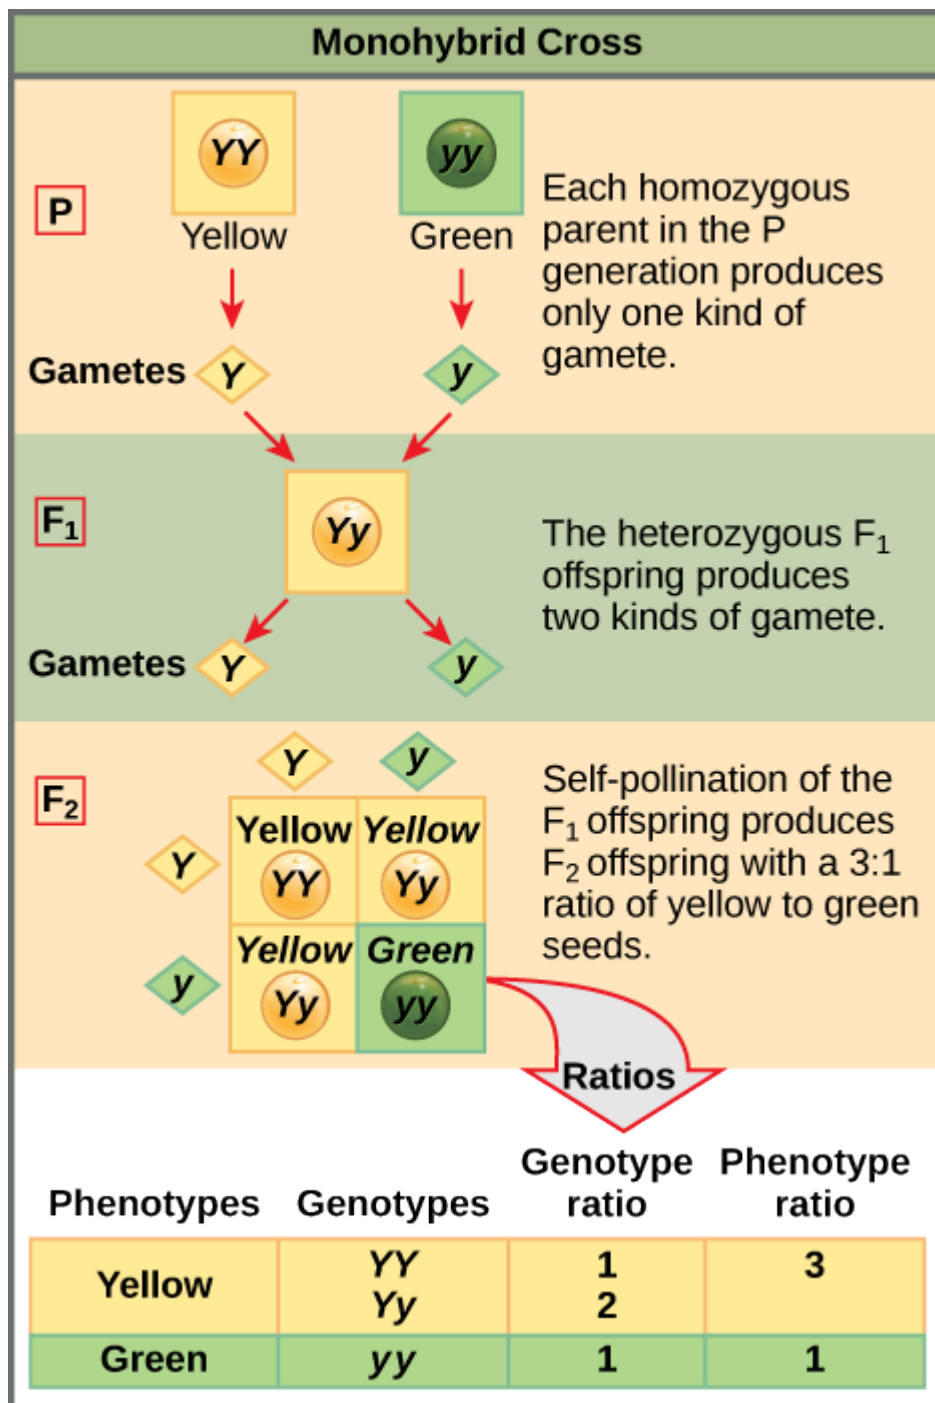 Monohybrid Cross
P
YY
yy
Yellow
Green
Each homozygous
parent in the P
generation produces
only one kind of
gamete.
Gametes
Y
y
F1
Yy
The heterozygous F1
offspring produces
two kinds of gamete.
Gametes
Y
y
F2
Y
y
Self-pollination of the
F1 offspring produces
F2 offspring with a 3:1
ratio of yellow to green
seeds.
Y
Yellow
Yellow
YY
Yy
y
Yellow
Green
Yy
yy
Ratios
Phenotypes
Genotypes
Genotype
ratio
Phenotype
ratio
Yellow
YY
1
3
Yy
2
Green
yy
1
1